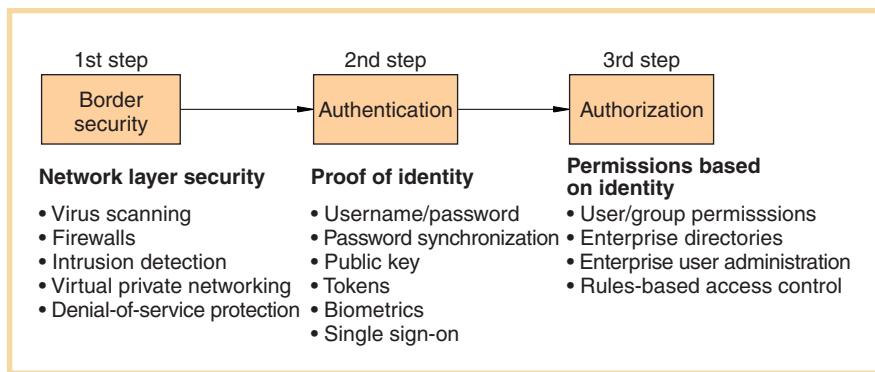 1st step
Border
security
Network layer security
• Virus scanning
• Firewalls
• Intrusion detection
• Virtual private networking
• Denial-of-service protection
2nd step
Authentication
Proof of identity
• Username/password
• Password synchronization
• Public key
• Tokens
• Biometrics
• Single sign-on
3rd step
Authorization
Permissions based
on identity
• User/group permisssions
• Enterprise directories
• Enterprise user administration
• Rules-based access control